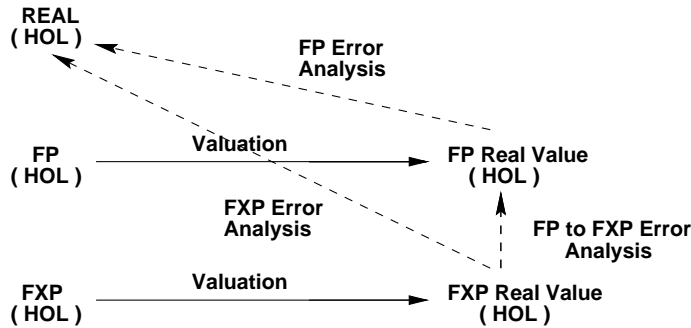 REAL
( HOL )
FP Error
Analysis
Valuation
FP
( HOL )
FP Real Value
( HOL )
FXP Error
Analysis
FP to FXP Error
Analysis
Valuation
FXP
( HOL )
FXP Real Value
( HOL )